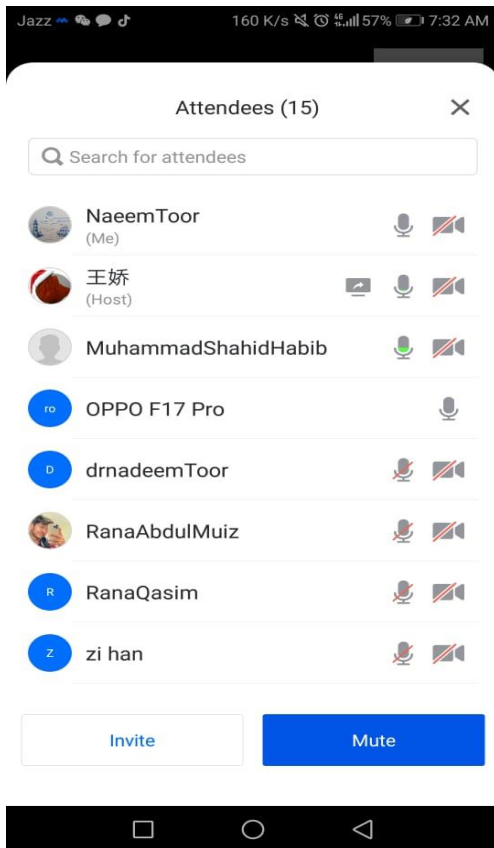 Jazz 160 K/s 4G 57% 7:32 AM
Attendees (15)
Search for attendees
NaeemToor
(Me)
王娇
(Host)
MuhammadShahidHabib
ro OPPO F17 Pro
D drnadeemToor
RanaAbdulMuiz
R RanaQasim
Z zi han
Invite Mute